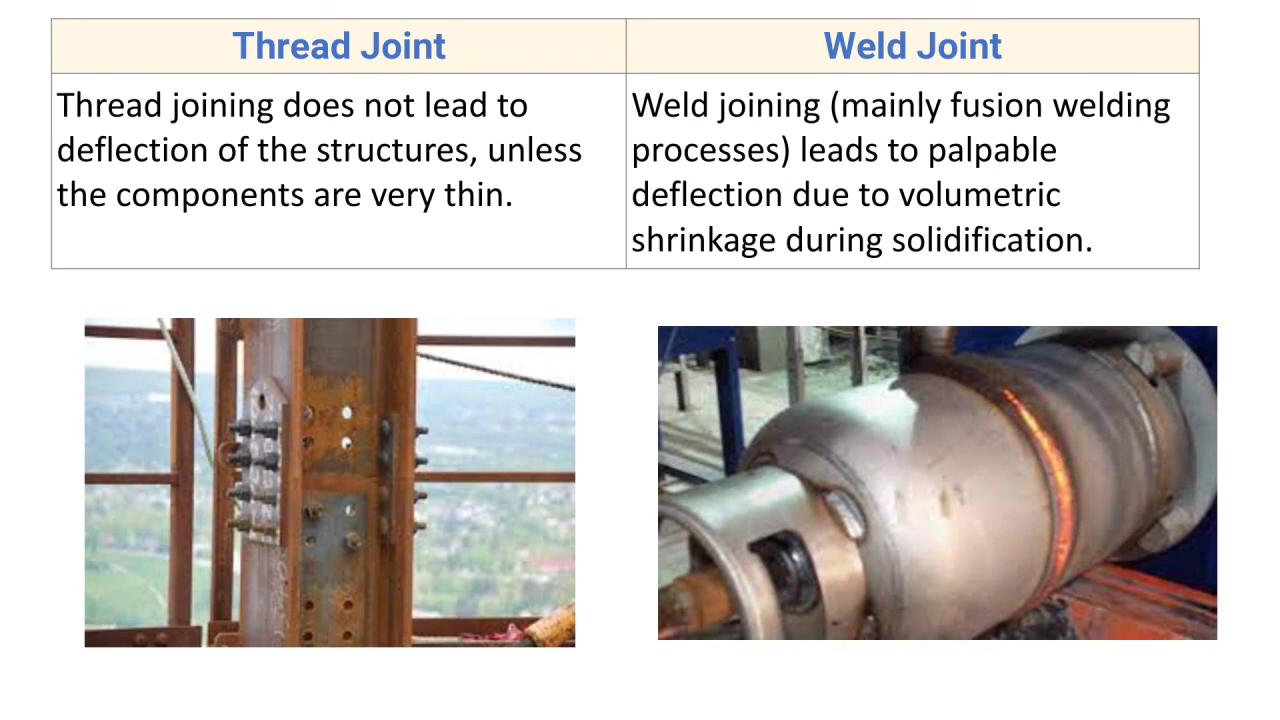 Thread Joint
Weld Joint
Thread joining does not lead to
deflection of the structures, unless
the components are very thin.
Weld joining (mainly fusion welding
processes) leads to palpable
deflection due to volumetric
shrinkage during solidification.